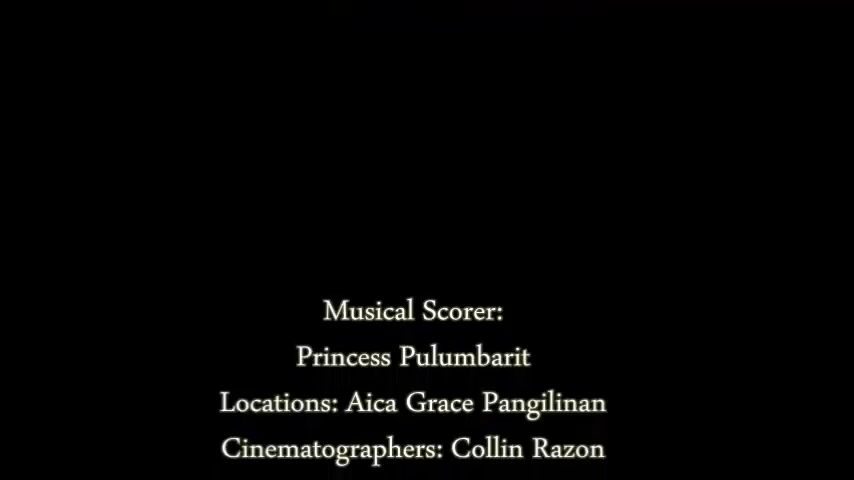 Musical Scorer:
Princess Pulumbarit
Locations: Aica Grace Pangilinan
Cinematographers: Collin Razon